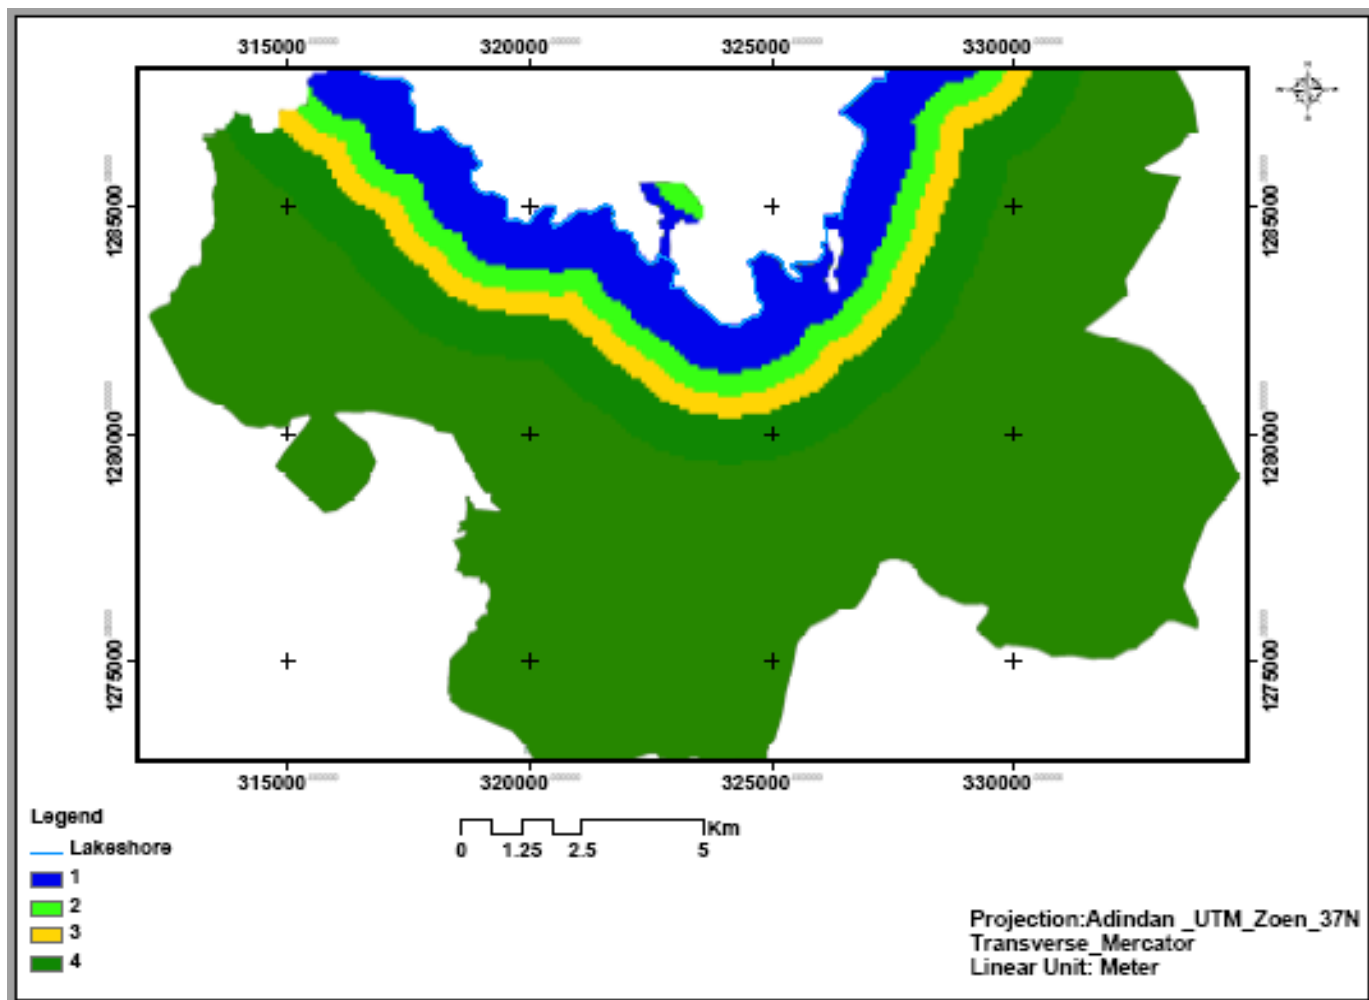 315000 320000 325000 330000
1285000 1285000
1280000 1280000
1275000 1275000
315000 320000 325000 330000
Legend
Lakeshore
1
2
3
4
Km
0 1.25 2.5 5
Projection:Adindan _UTM_Zoen_37N
Transverse_Mercator
Linear Unit: Meter